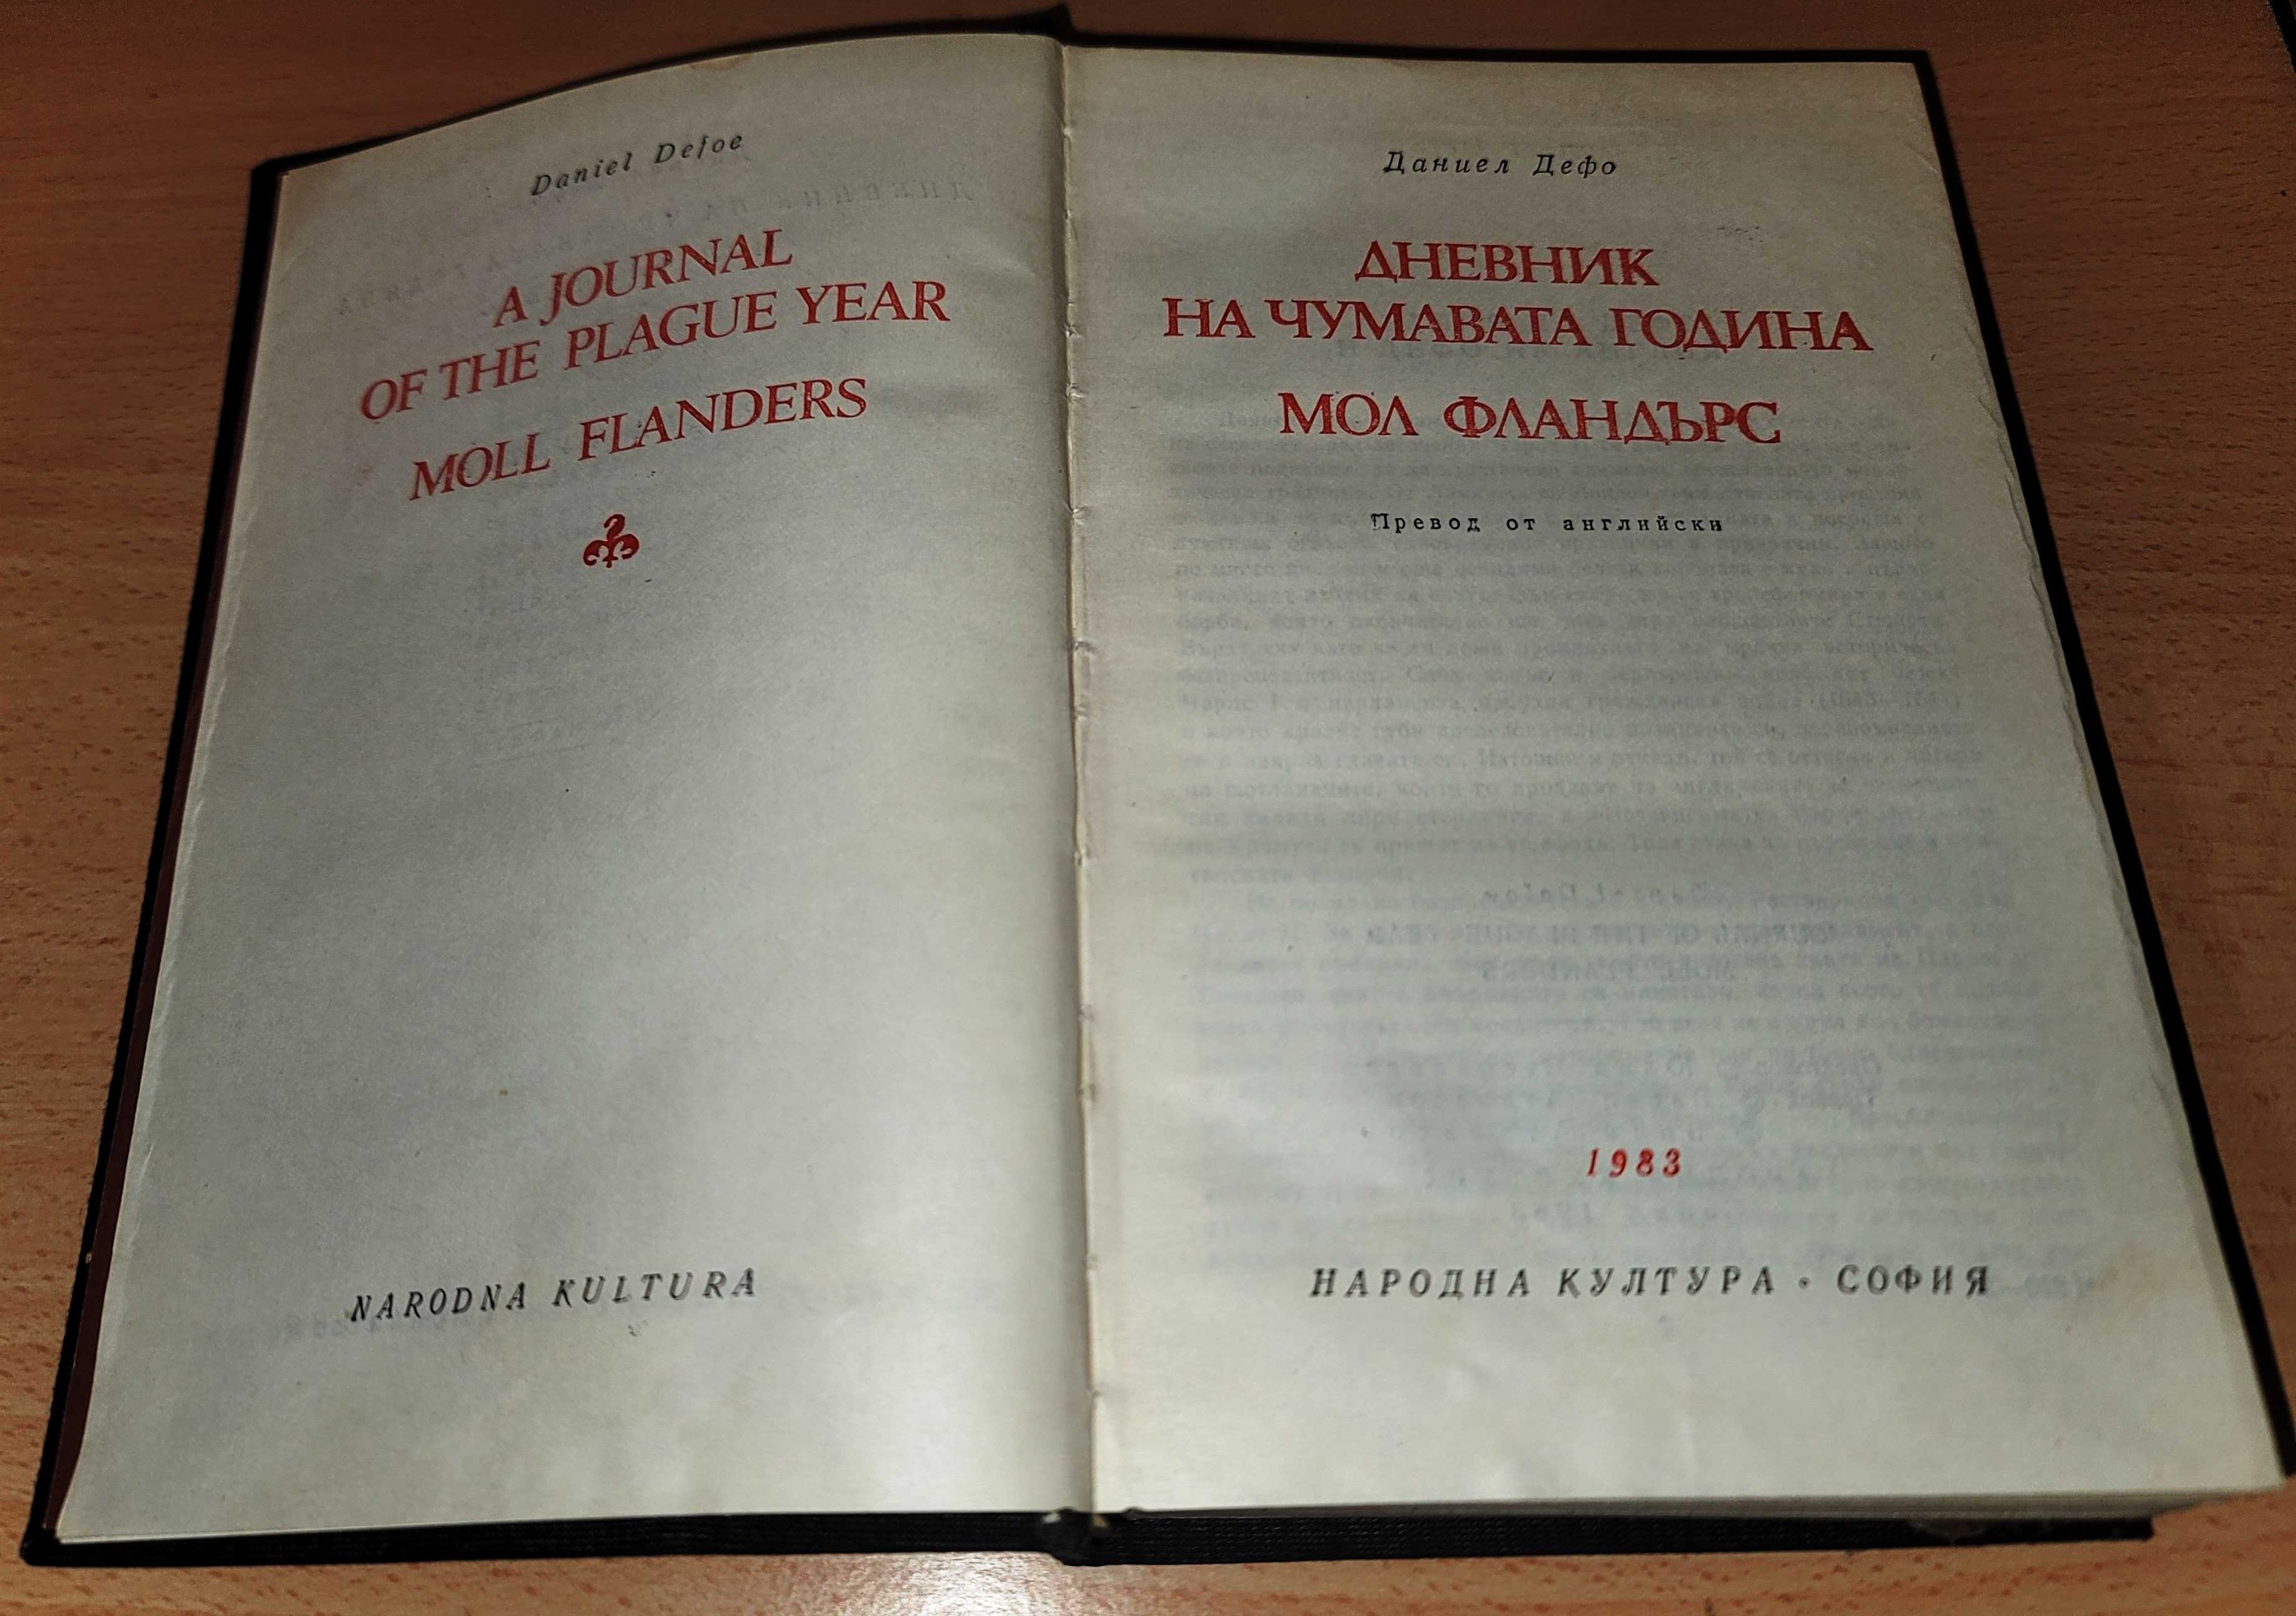 Daniel Defoe
A JOURNAL
OF THE PLAGUE YEAR
MOLL FLANDERS
NARODNA KULTURA
Даниел Дефо
ДНЕВНИК
НА ЧУМАВАТА ГОДИНА
МОЛ ФЛАНДЪРС
Превод от английски
1983
НАРОДНА КУЛТУРА • СОФИЯ